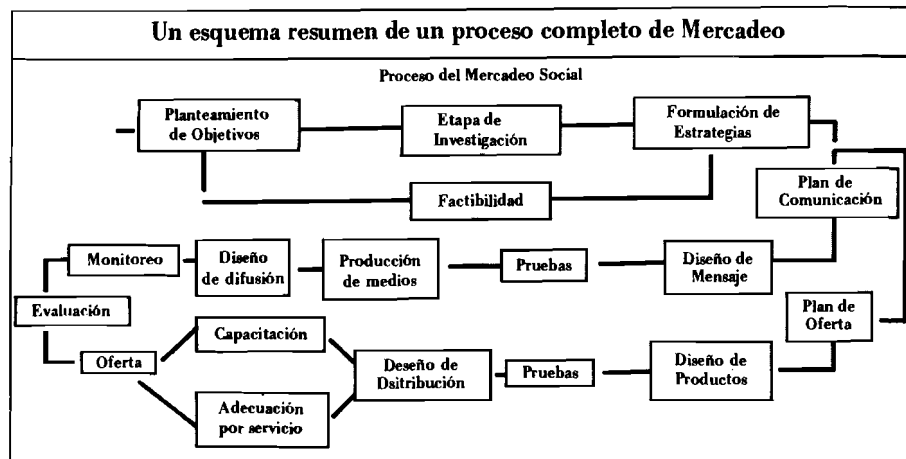 Un esquema resumen de un proceso completo de Mercadeo
Proceso del Mercadeo Social
Planteamiento
de Objetivos
Etapa de
Investigación
Formulación de
Estrategias
Factibilidad
Plan de
Comunicación
Monitoreo
Diseño
de difusión
Producción
de medios
Pruebas
Diseño de
Mensaje
Evaluación
Plan de
Oferta
Oferta
Capacitación
Adecuación
por servicio
Deseño de
Dsitribución
Pruebas
Diseño de
Productos